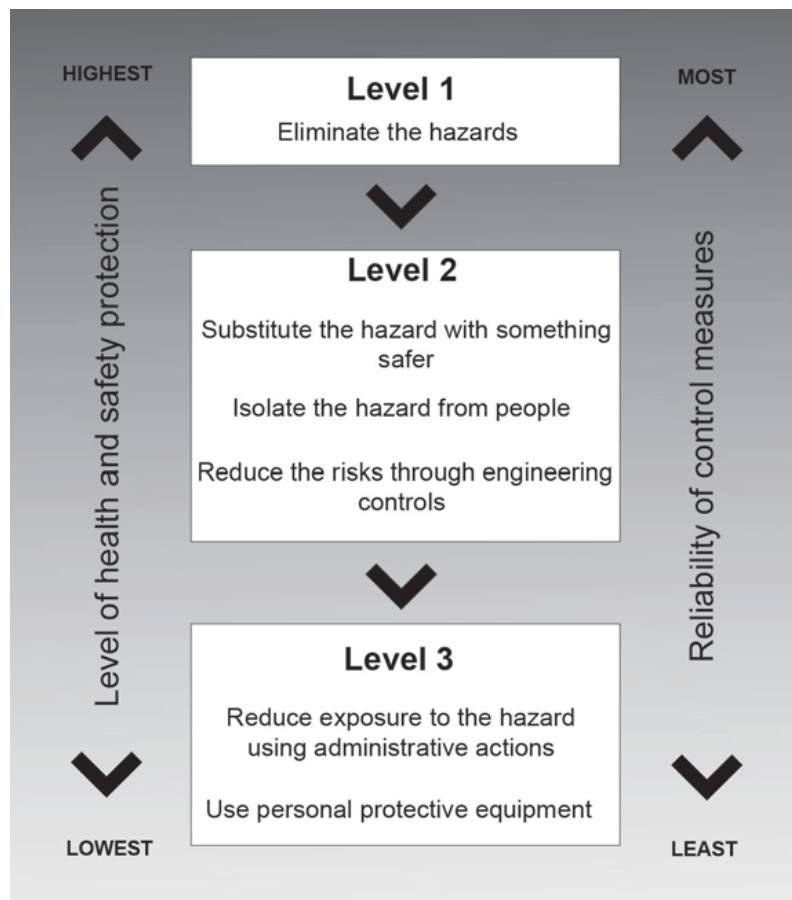 HIGHEST
Level 1
MOST
Eliminate the hazards
Level of health and safety protection
Reliability of control measures
Level 2
Substitute the hazard with something
safer
Isolate the hazard from people
Reduce the risks through engineering
controls
Level 3
Reduce exposure to the hazard
using administrative actions
Use personal protective equipment
LOWEST
LEAST